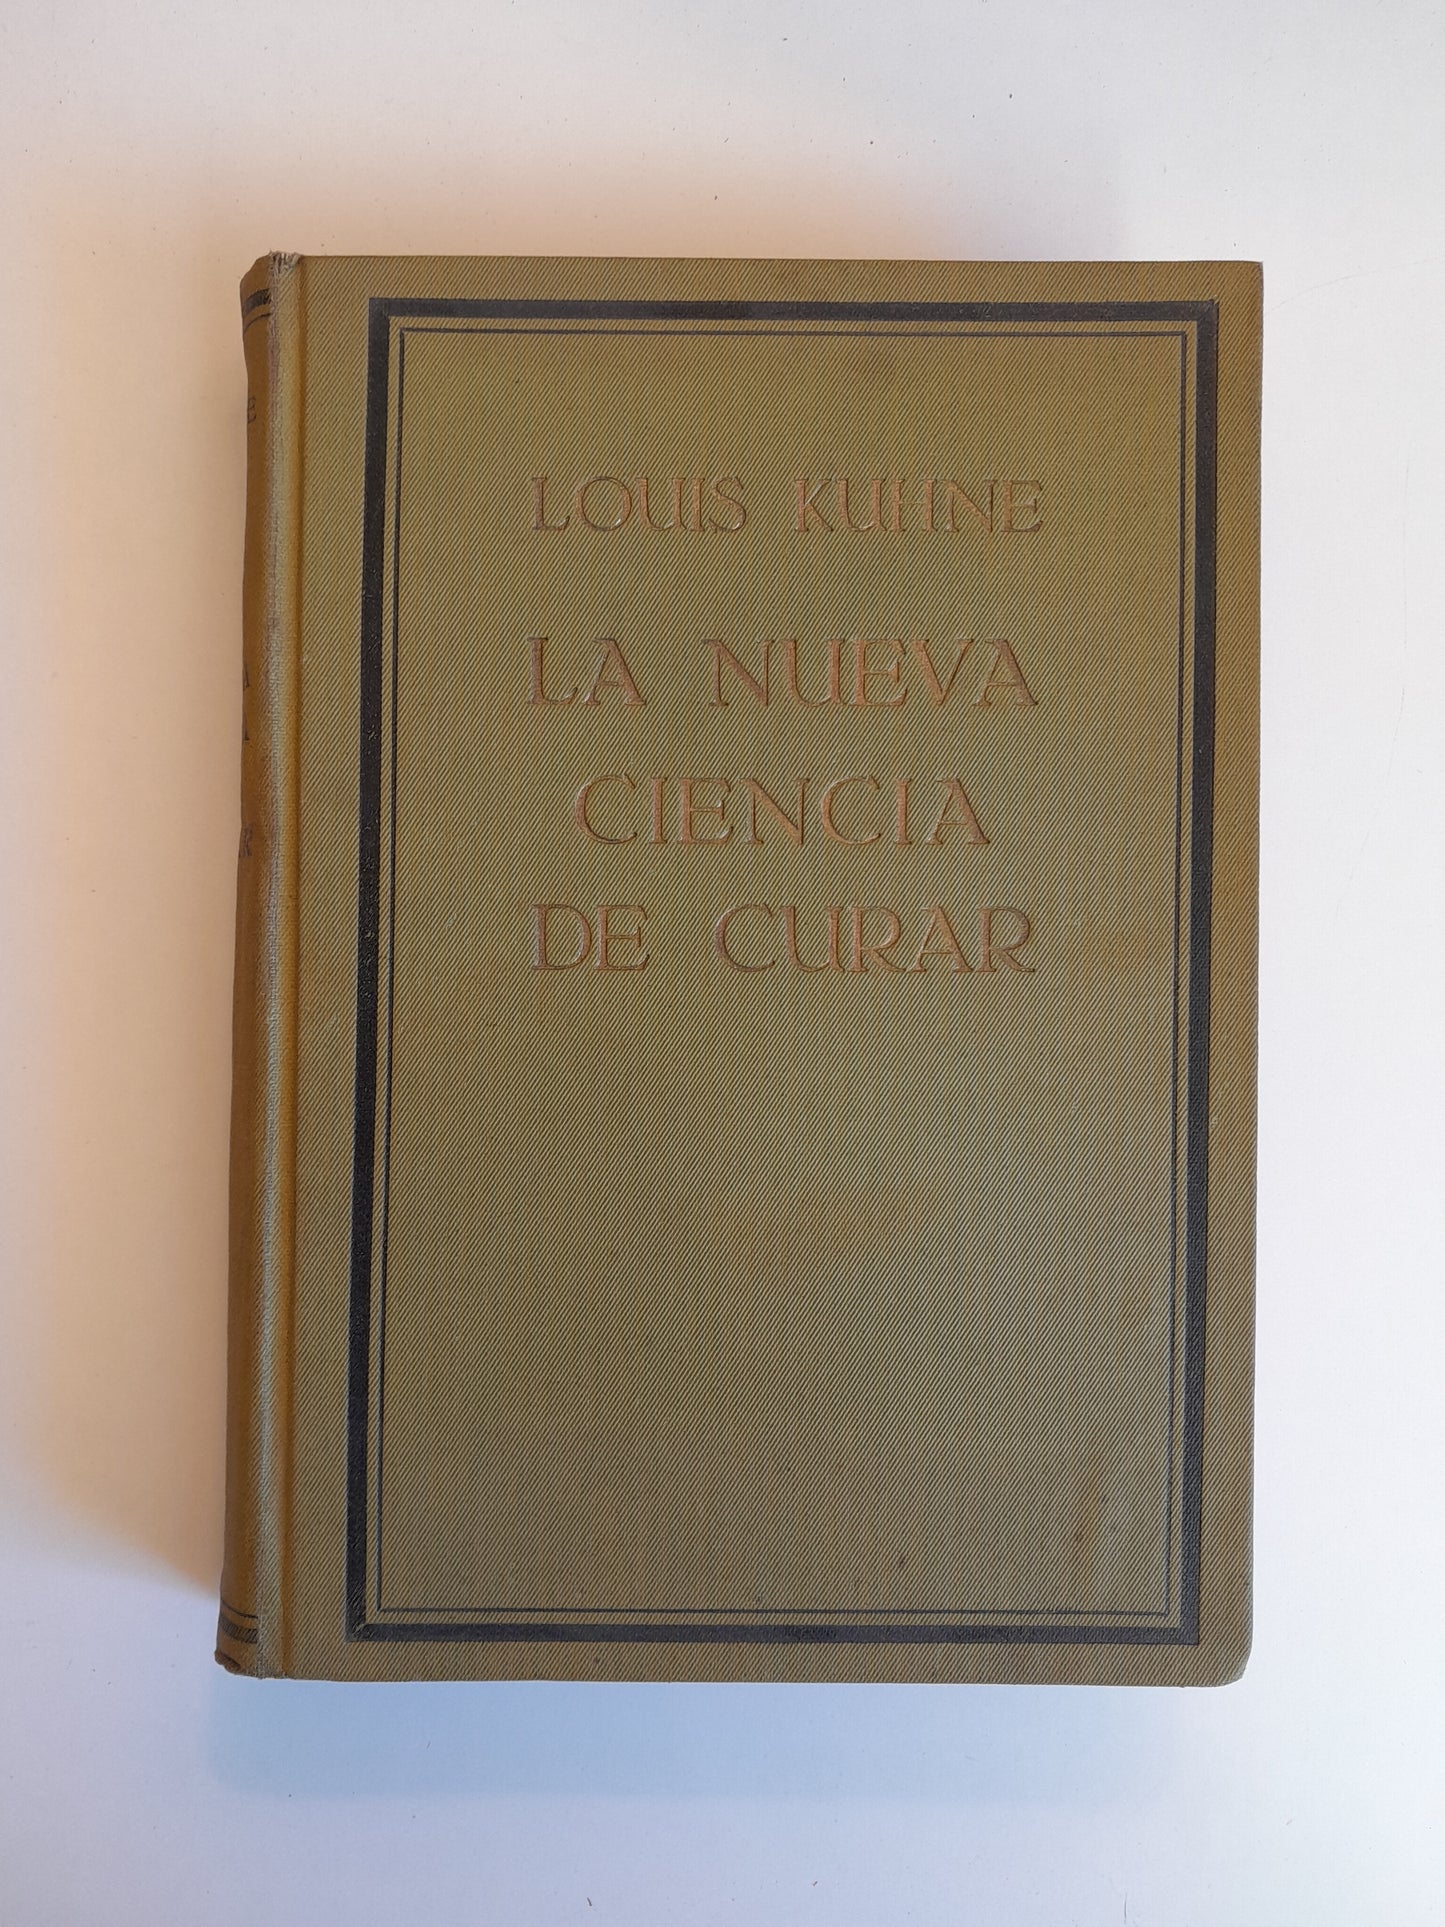 LOUIS KUHNE
LA NUEVA
CIENCIA
DE CURAR